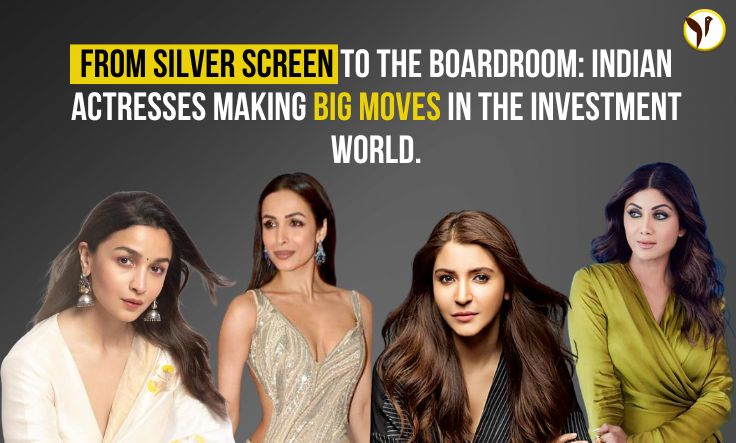 FROM SILVER SCREEN TO THE BOARDROOM: INDIAN
ACTRESSES MAKING BIG MOVES IN THE INVESTMENT
WORLD.